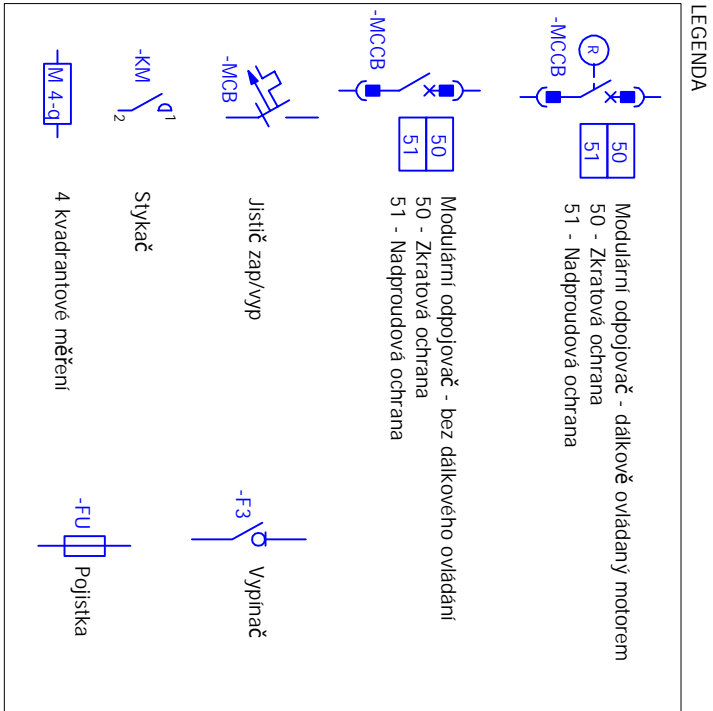 LEGENDA
R
-MCCB
50
51
Modulární odpojovač - dálkově ovládaný motorem
50 - Zkratová ochrana
51 - Nadproudová ochrana
-MCCB
50
51
Modulární odpojovač - bez dálkového ovládání
50 - Zkratová ochrana
51 - Nadproudová ochrana
-MCB
Jistič zap/vyp
-F3
Vypínač
-KM
1
2
Stykač
M 4-q
4 kvadrantové měření
-FU
Pojistka